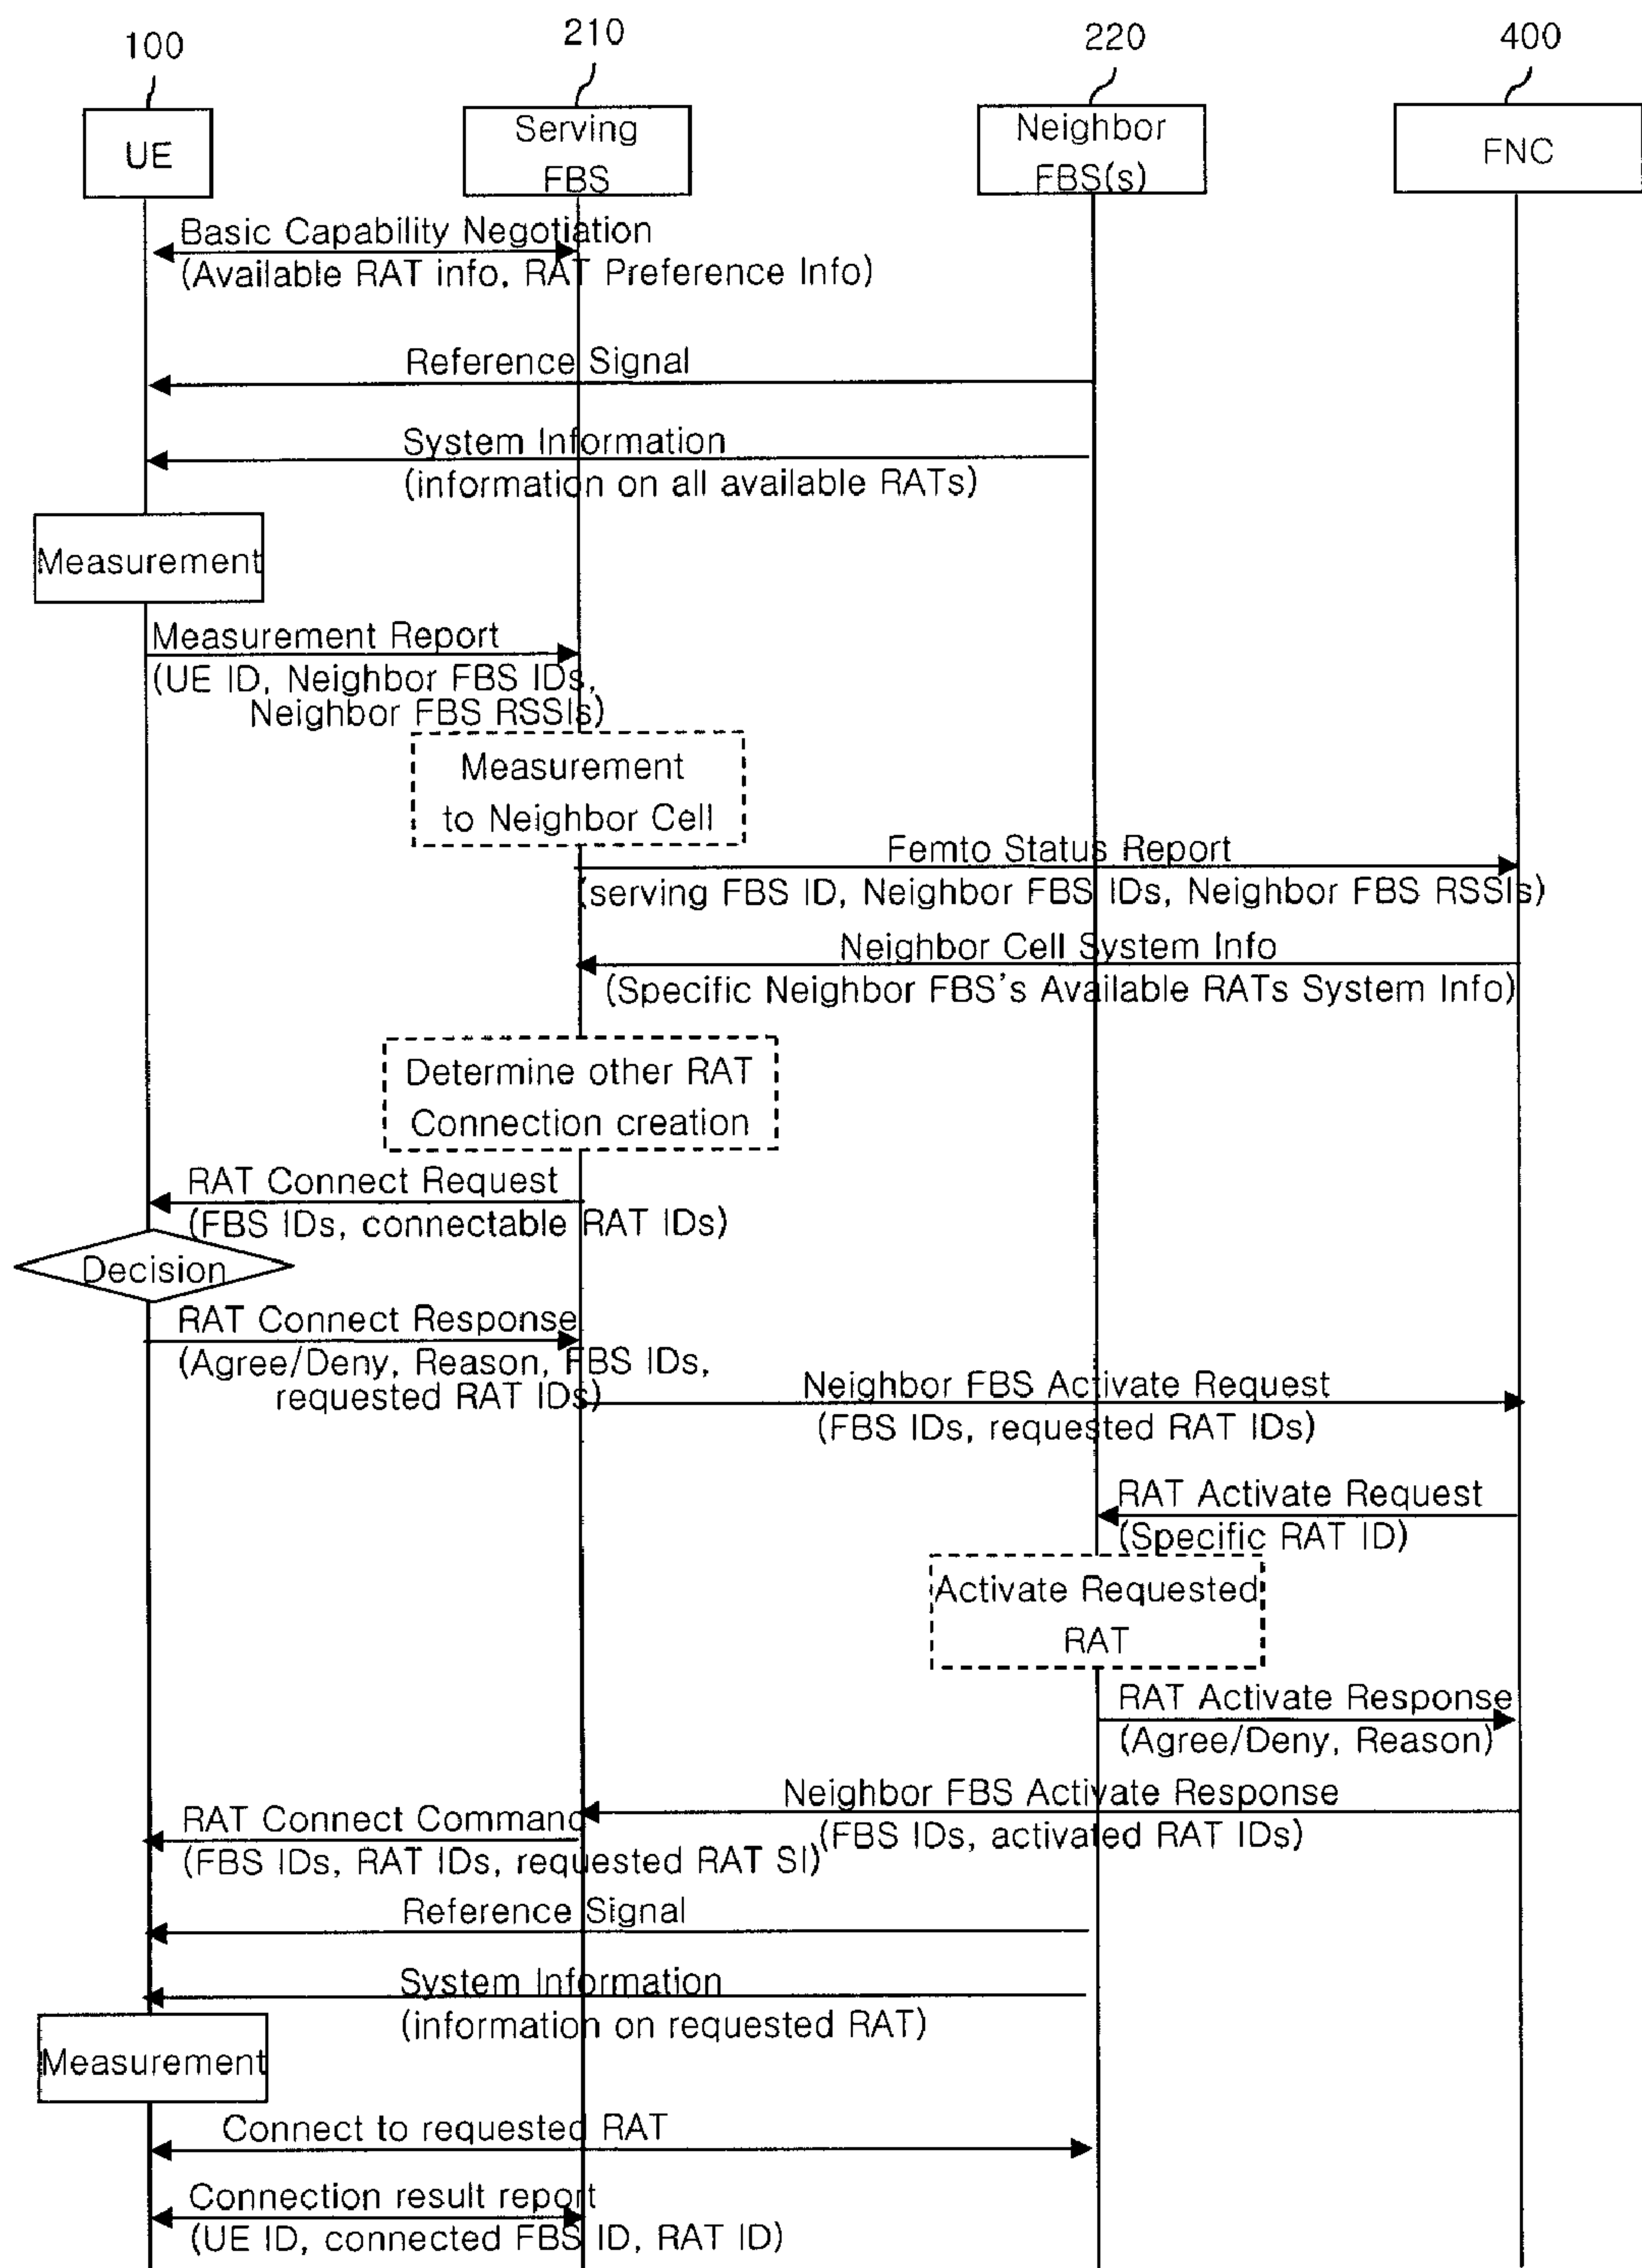 100
210
220
400
UE
Serving
FBS
Neighbor
FBS(s)
FNC
Basic Capability Negotiation
(Available RAT info, RAT Preference Info)
Reference Signal
System Information
(information on all available RATs)
Measurement
Measurement Report
(UE ID, Neighbor FBS IDs,
Neighbor FBS RSSIs)
Measurement
to Neighbor Cell
Femto Status Report
(serving FBS ID, Neighbor FBS IDs, Neighbor FBS RSSIs)
Neighbor Cell System Info
(Specific Neighbor FBS's Available RATs System Info)
Determine other RAT
Connection creation
RAT Connect Request
(FBS IDs, connectable RAT IDs)
Decision
RAT Connect Response
(Agree/Deny, Reason, FBS IDs,
requested RAT IDs)
Neighbor FBS Activate Request
(FBS IDs, requested RAT IDs)
RAT Activate Request
(Specific RAT ID)
Activate Requested
RAT
RAT Activate Response
(Agree/Deny, Reason)
Neighbor FBS Activate Response
(FBS IDs, activated RAT IDs)
RAT Connect Command
(FBS IDs, RAT IDs, requested RAT SI)
Reference Signal
System Information
(information on requested RAT)
Measurement
Connect to requested RAT
Connection result report
(UE ID, connected FBS ID, RAT ID)